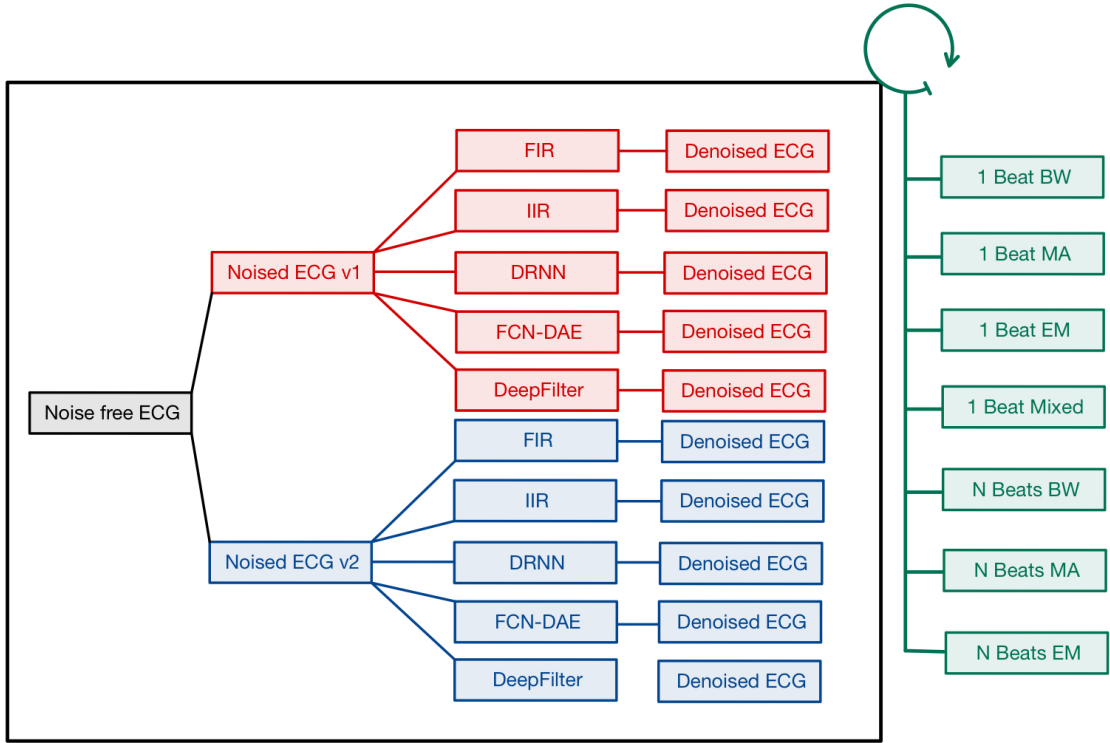 Noise free ECG
Noised ECG v1
FIR
Denoised ECG
IIR
Denoised ECG
DRNN
Denoised ECG
FCN-DAE
Denoised ECG
DeepFilter
Denoised ECG
Noised ECG v2
FIR
Denoised ECG
IIR
Denoised ECG
DRNN
Denoised ECG
FCN-DAE
Denoised ECG
DeepFilter
Denoised ECG
1 Beat BW
1 Beat MA
1 Beat EM
1 Beat Mixed
N Beats BW
N Beats MA
N Beats EM